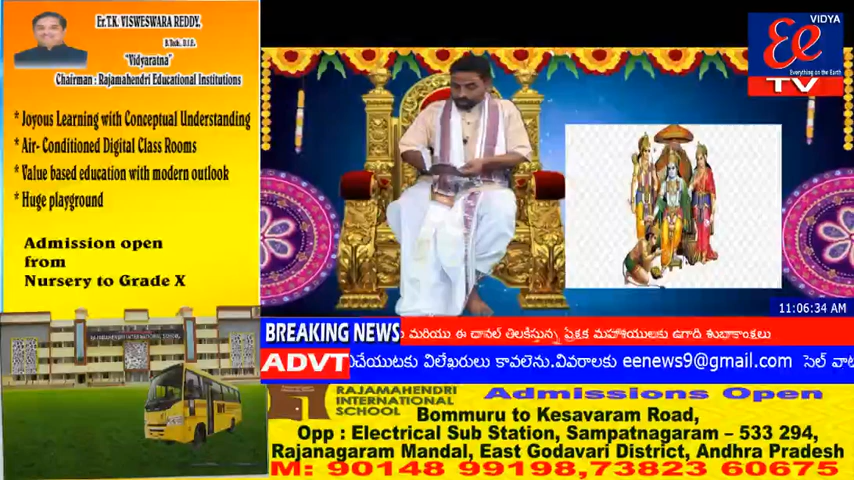 Er.T.K. VISWESWARA REDDY,
B.Tech., D.I.E.
"Vidyaratna"
Chairman : Rajamahendri Educational Institutions
* Joyous Learning with Conceptual Understanding
* Air- Conditioned Digital Class Rooms
* Value based education with modern outlook
* Huge playground
Admission open
from
Nursery to Grade X
RAJAMAHENDRI INTERNATIONAL SCHOOL
VIDYA
Ee
Everything on the Earth
TV
11:06:34 AM
BREAKING NEWS
మరియు ఈ చానల్ తిలకిస్తున్న ప్రేక్షక మహాశయులకు ఉగాది శుభాకాంక్షలు
ADVT
చేయుటకు విలేఖరులు కావలెను.వివరాలకు eenews9@gmail.com సెల్ వాట
RAJAMAHENDRI
INTERNATIONAL
SCHOOL
Admissions Open
Bommuru to Kesavaram Road,
Opp : Electrical Sub Station, Sampatnagaram – 533 294,
Rajanagaram Mandal, East Godavari District, Andhra Pradesh
M: 90148 99198,73823 60675